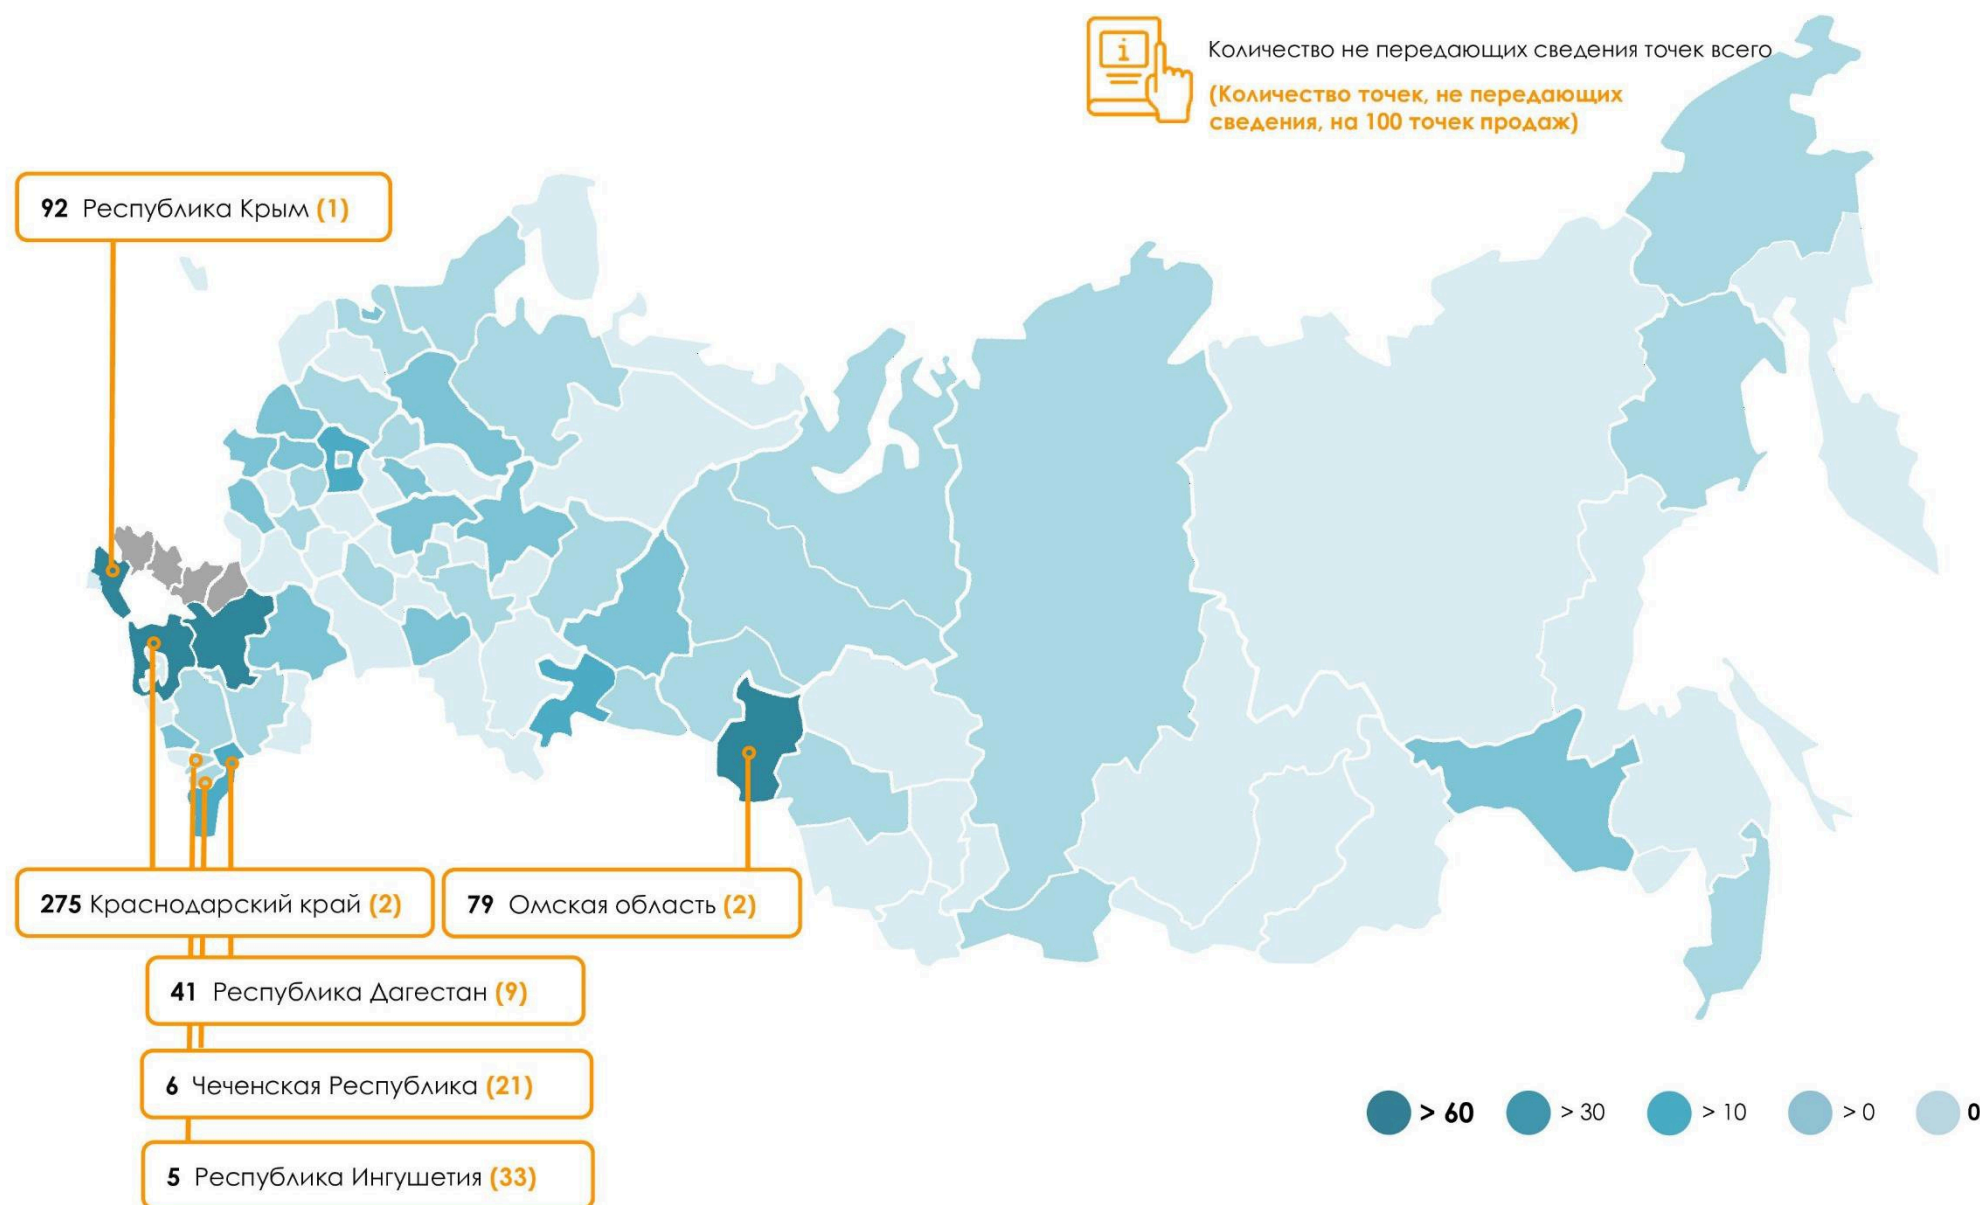 i
Количество не передающих сведения точек всего
(Количество точек, не передающих
сведения, на 100 точек продаж)
92 Республика Крым (1)
275 Краснодарский край (2)
79 Омская область (2)
41 Республика Дагестан (9)
6 Чеченская Республика (21)
5 Республика Ингушетия (33)
> 60
> 30
> 10
> 0
0